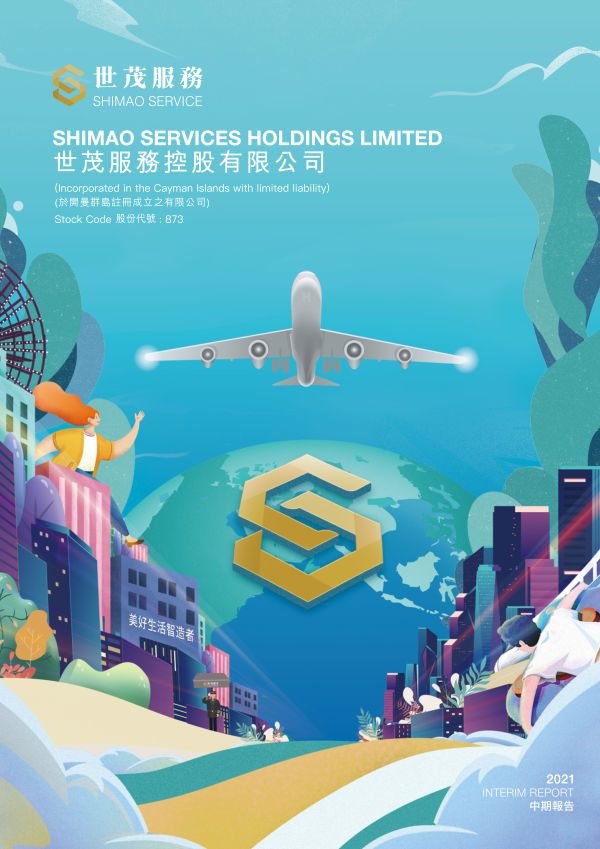 世茂服務
SHIMAO SERVICE
SHIMAO SERVICES HOLDINGS LIMITED
世茂服務控股有限公司
(Incorporated in the Cayman Islands with limited liability)
(於開曼群島註冊成立之有限公司)
Stock Code 股份代號 : 873
美好生活智造者
2021
INTERIM REPORT
中期報告